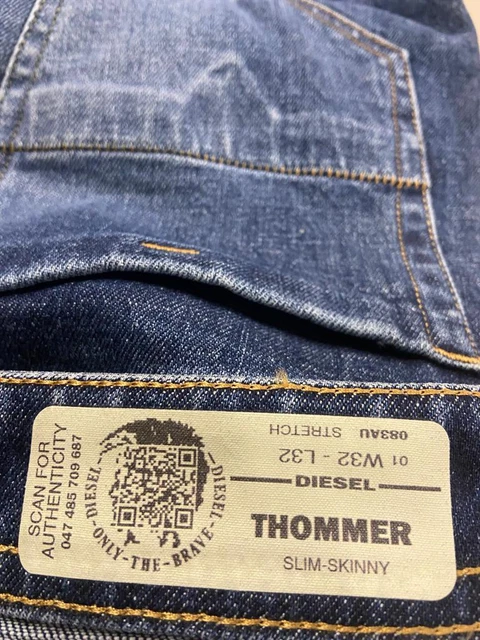 SCAN FOR
AUTHENTICITY
047 485 709 687
DIESEL
DIESEL
ONLY-THE-BRAVE
083AU STRETCH
01 W32 - L32
DIESEL
THOMMER
SLIM-SKINNY